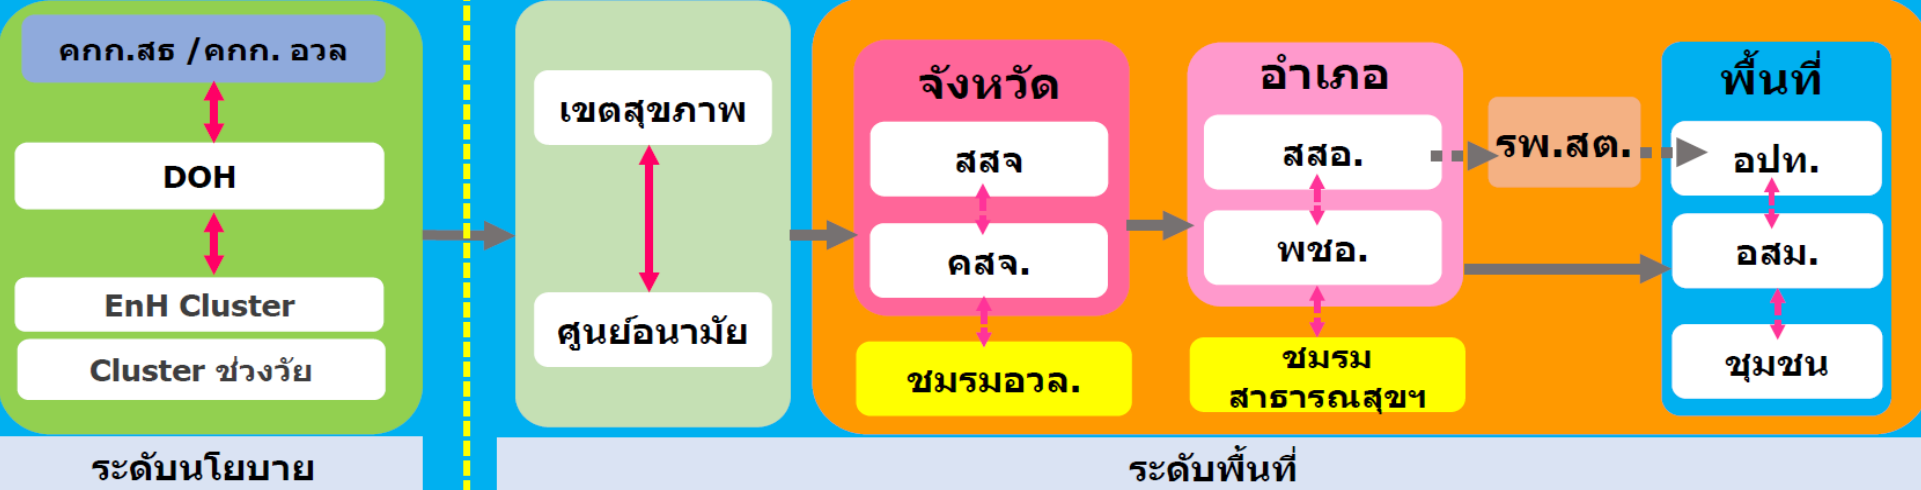 คกก.สธ /คกก. อวล
DOH
EnH Cluster
Cluster ช่วงวัย
ระดับนโยบาย
เขตสุขภาพ
ศูนย์อนามัย
จังหวัด
สสจ
คสจ.
ชมรมอวล.
อำเภอ
สสอ.
พชอ.
ชมรม
สาธารณสุขฯ
รพ.สต.
พื้นที่
อปท.
อสม.
ชุมชน
ระดับพื้นที่